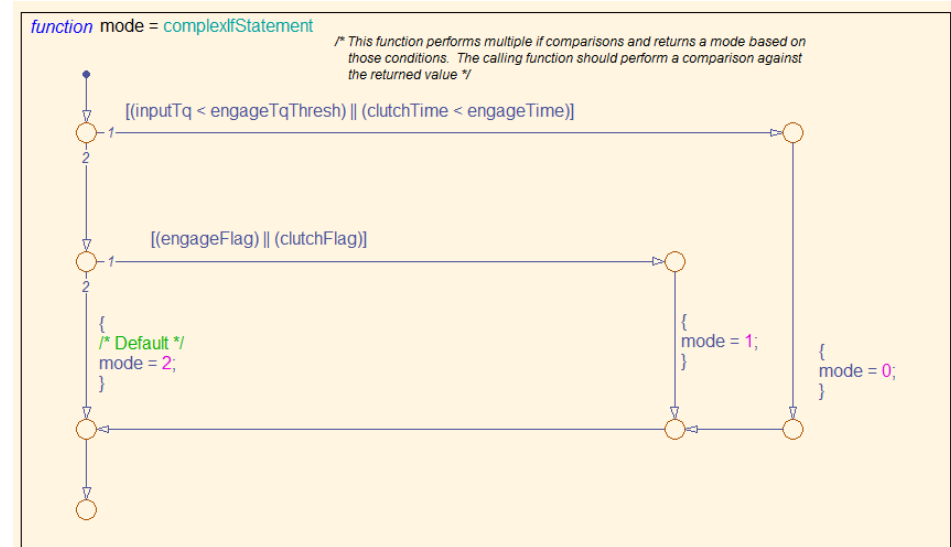 function mode = complexIfStatement
/* This function performs multiple if comparisons and returns a mode based on
those conditions. The calling function should perform a comparison against
the returned value */
[(inputTq < engageTqThresh) || (clutchTime < engageTime)]
1
2
[(engageFlag) || (clutchFlag)]
1
2
{
/* Default */
mode = 2;
}
{
mode = 1;
}
{
mode = 0;
}